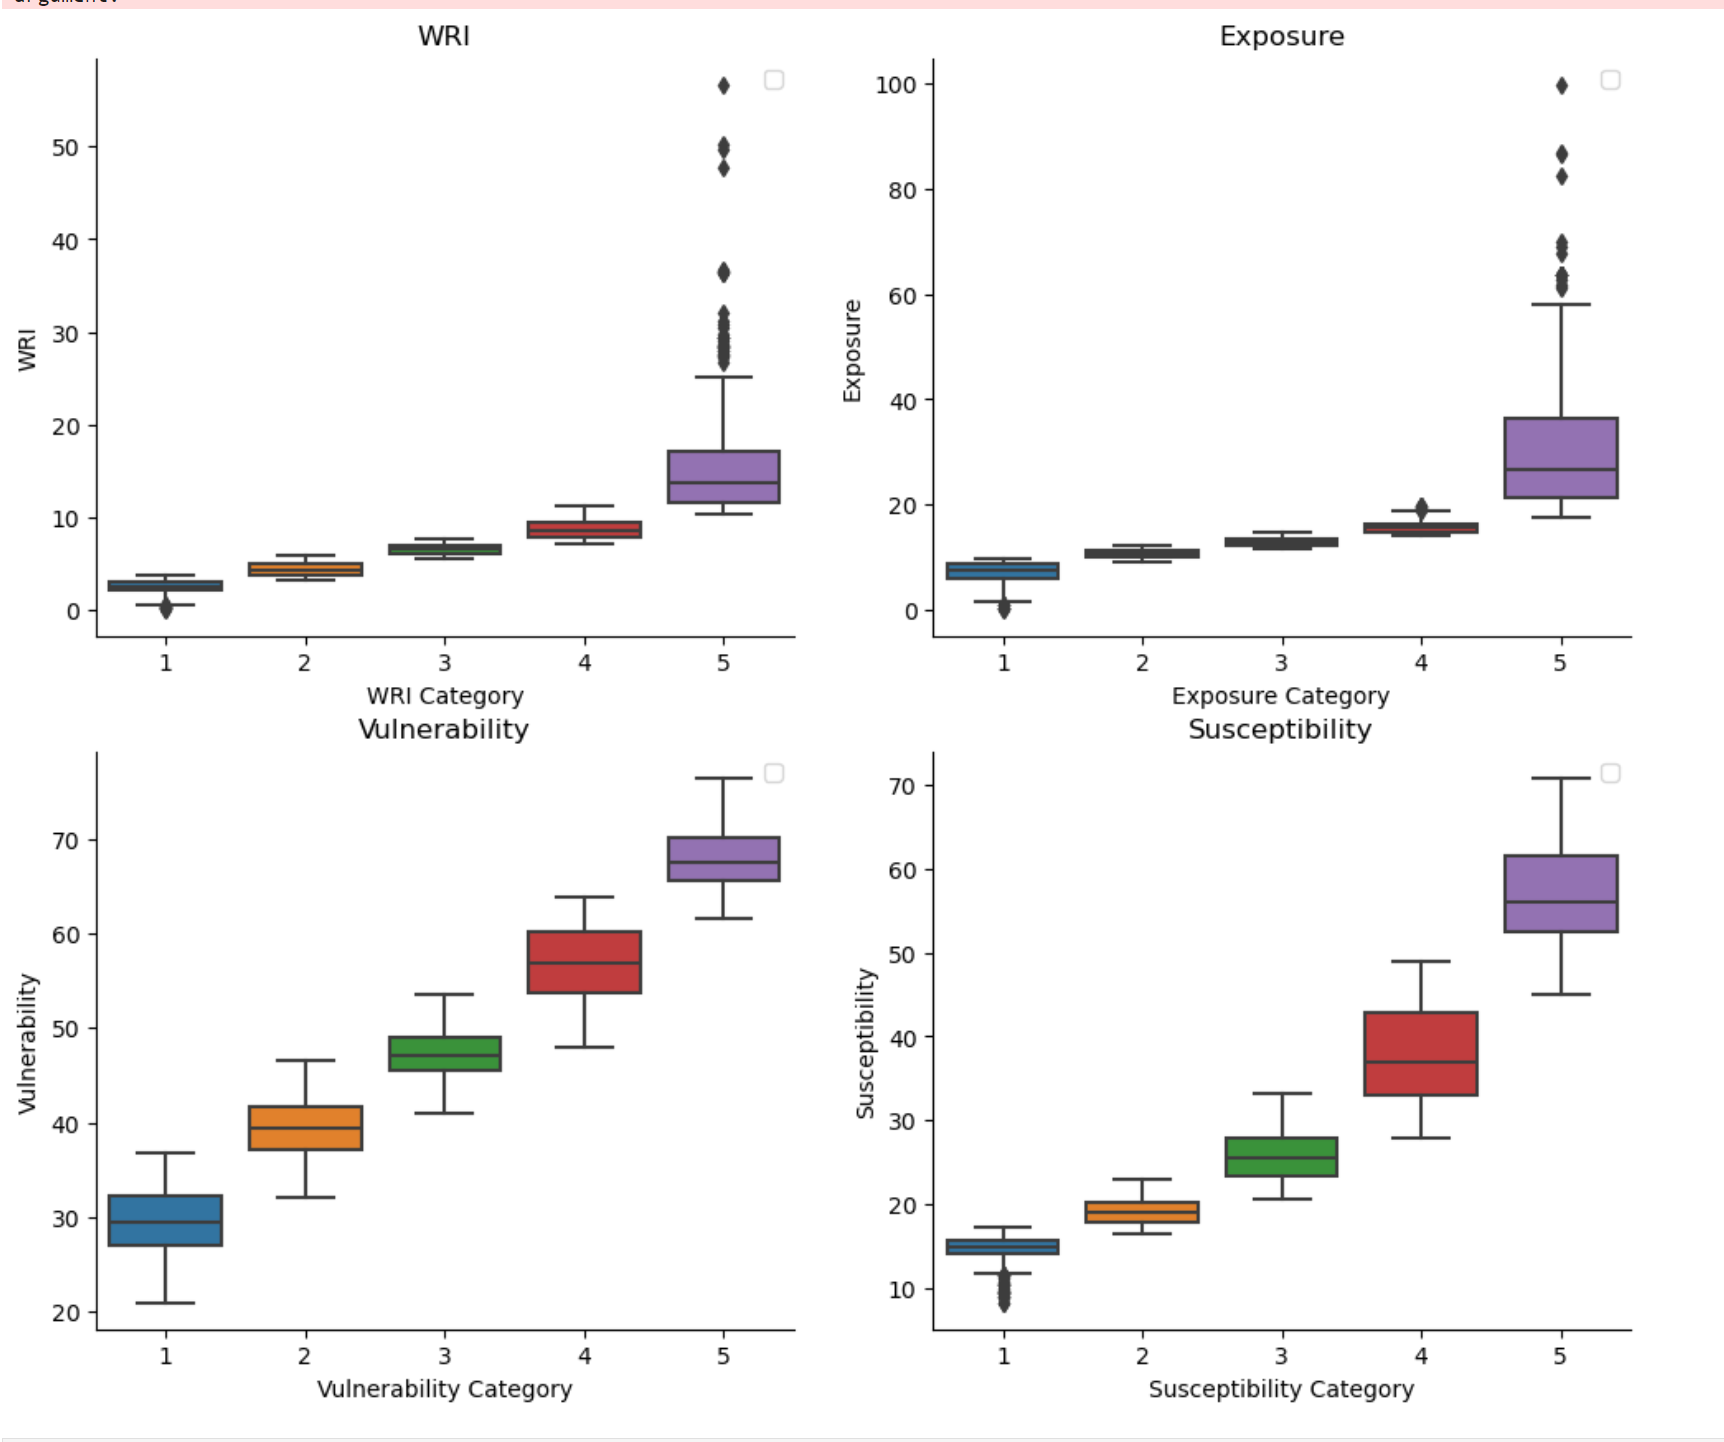 argument.
WRI
Exposure
50
40
30
20
10
0
WRI
1 2 3 4 5
WRI Category
100
80
60
40
20
0
Exposure
1 2 3 4 5
Exposure Category
Vulnerability
Susceptibility
70
60
50
40
30
20
Vulnerability
1 2 3 4 5
Vulnerability Category
70
60
50
40
30
20
10
Susceptibility
1 2 3 4 5
Susceptibility Category